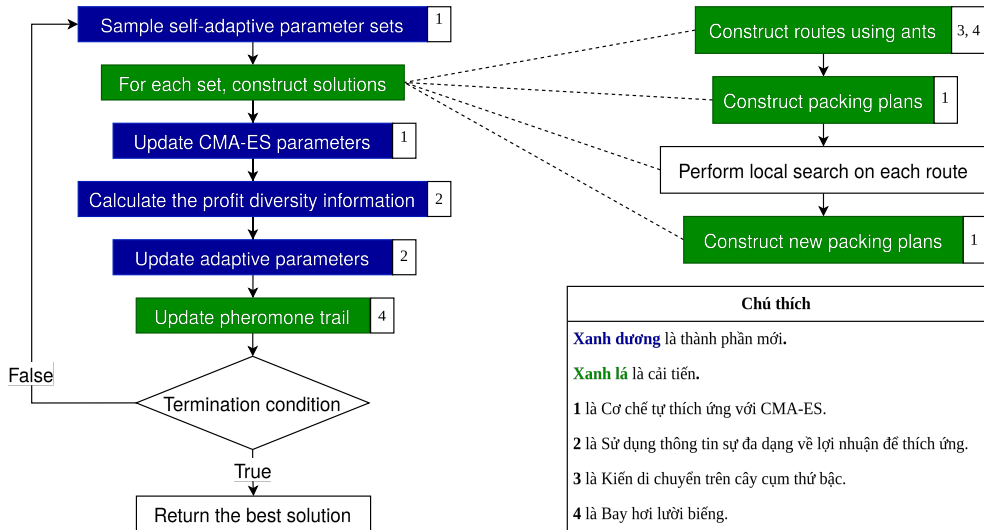 Sample self-adaptive parameter sets
1
For each set, construct solutions
Update CMA-ES parameters
1
Calculate the profit diversity information
2
Update adaptive parameters
2
Update pheromone trail
4
False
Termination condition
True
Return the best solution
Construct routes using ants
3, 4
Construct packing plans
1
Perform local search on each route
Construct new packing plans
1
Chú thích
Xanh dương là thành phần mới.
Xanh lá là cải tiến.
1 là Cơ chế tự thích ứng với CMA-ES.
2 là Sử dụng thông tin sự đa dạng về lợi nhuận để thích ứng.
3 là Kiến di chuyển trên cây cụm thứ bậc.
4 là Bay hơi lười biếng.